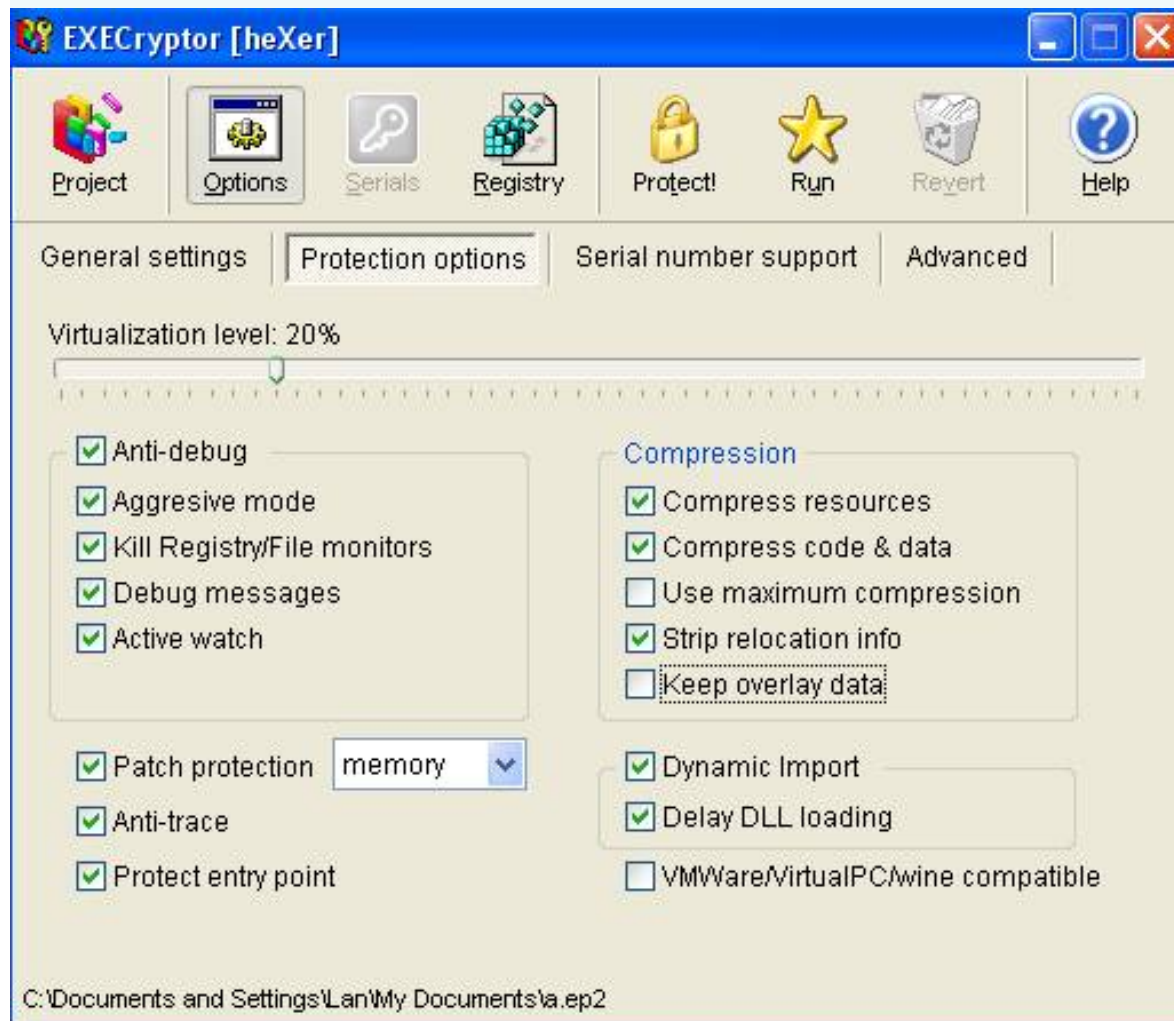 EXECryptor [heXer]
Project Options Serials Registry Protect! Run Revert Help
General settings Protection options Serial number support Advanced
Virtualization level: 20%
Anti-debug
Aggresive mode
Kill Registry/File monitors
Debug messages
Active watch
Compression
Compress resources
Compress code & data
Use maximum compression
Strip relocation info
Keep overlay data
Patch protection memory
Anti-trace
Protect entry point
Dynamic Import
Delay DLL loading
VMWare/VirtualPC/wine compatible
C:\Documents and Settings\Lan\My Documents\a.ep2